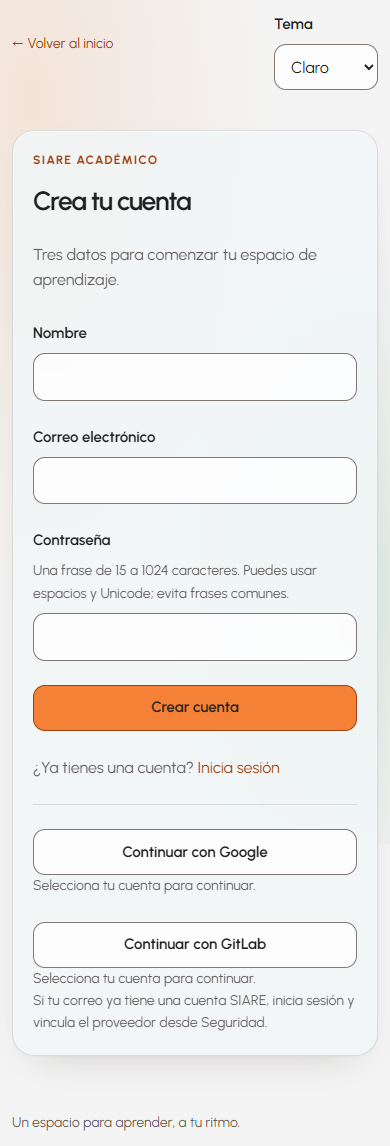 ← Volver al inicio
Tema
Claro
SIARE ACADÉMICO
Crea tu cuenta
Tres datos para comenzar tu espacio de
aprendizaje.
Nombre
Correo electrónico
Contraseña
Una frase de 15 a 1024 caracteres. Puedes usar
espacios y Unicode; evita frases comunes.
Crear cuenta
¿Ya tienes una cuenta? Inicia sesión
Continuar con Google
Selecciona tu cuenta para continuar.
Continuar con GitLab
Selecciona tu cuenta para continuar.
Si tu correo ya tiene una cuenta SIARE, inicia sesión y
vincula el proveedor desde Seguridad.
Un espacio para aprender, a tu ritmo.